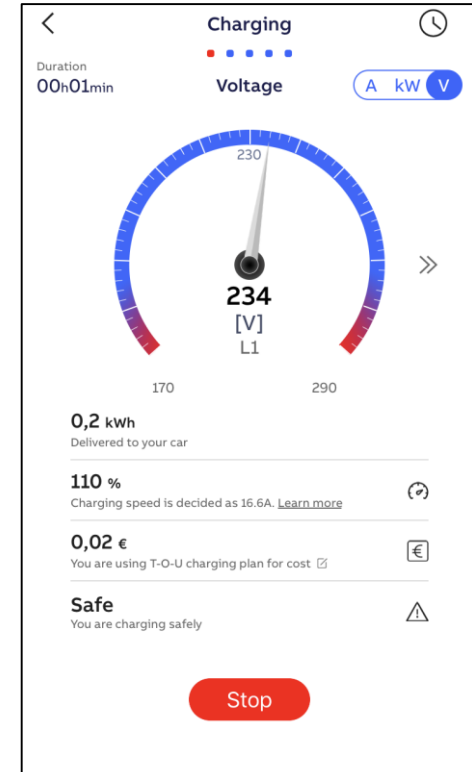 Charging
Duration
00h01min
Voltage
A kW V
230
234
[V]
L1
170 290
0,2 kWh
Delivered to your car
110 %
Charging speed is decided as 16.6A. Learn more
0,02 €
You are using T-O-U charging plan for cost
€
Safe
You are charging safely
Stop